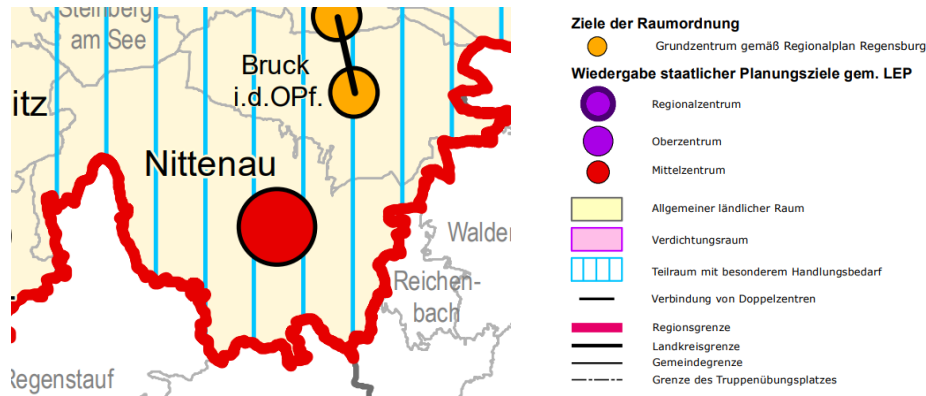 Steinberg
am See
Bruck
i.d.OPf.
itz
Nittenau
Walder
Reichen-
bach
Regenstauf
Ziele der Raumordnung
Grundzentrum gemäß Regionalplan Regensburg
Wiedergabe staatlicher Planungsziele gem. LEP
Regionalzentrum
Oberzentrum
Mittelzentrum
Allgemeiner ländlicher Raum
Verdichtungsraum
Teilraum mit besonderem Handlungsbedarf
Verbindung von Doppelzentren
Regionsgrenze
Landkreisgrenze
Gemeindegrenze
Grenze des Truppenübungsplatzes